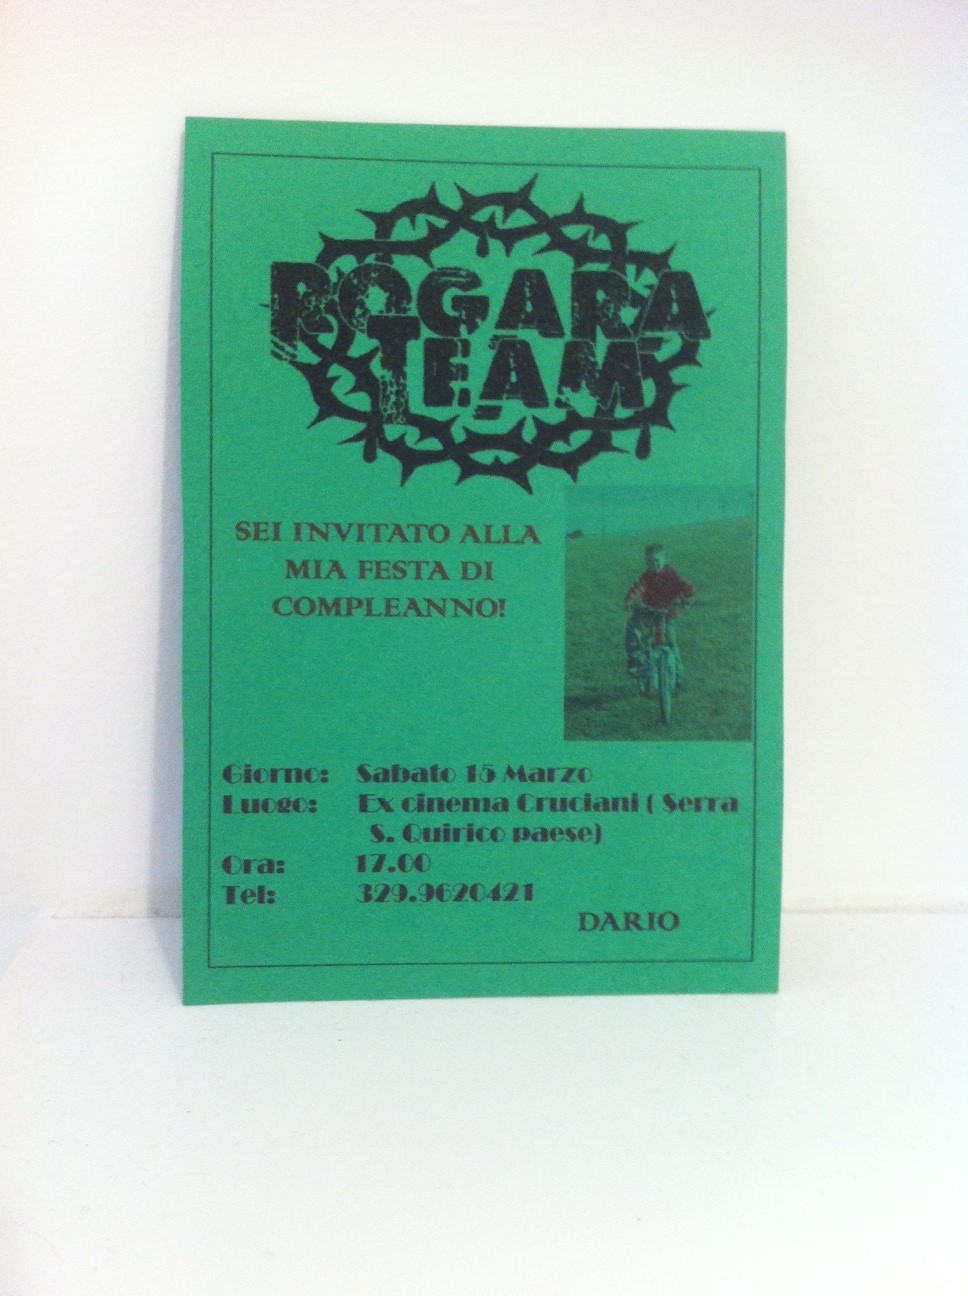 ROGARA
TEAM
SEI INVITATO ALLA
MIA FESTA DI
COMPLEANNO!
Giorno: Sabato 15 Marzo
Luogo: Ex cinema Cruciani ( Serra
S. Quirico paese)
Ora: 17.00
Tel: 329.9620421
DARIO